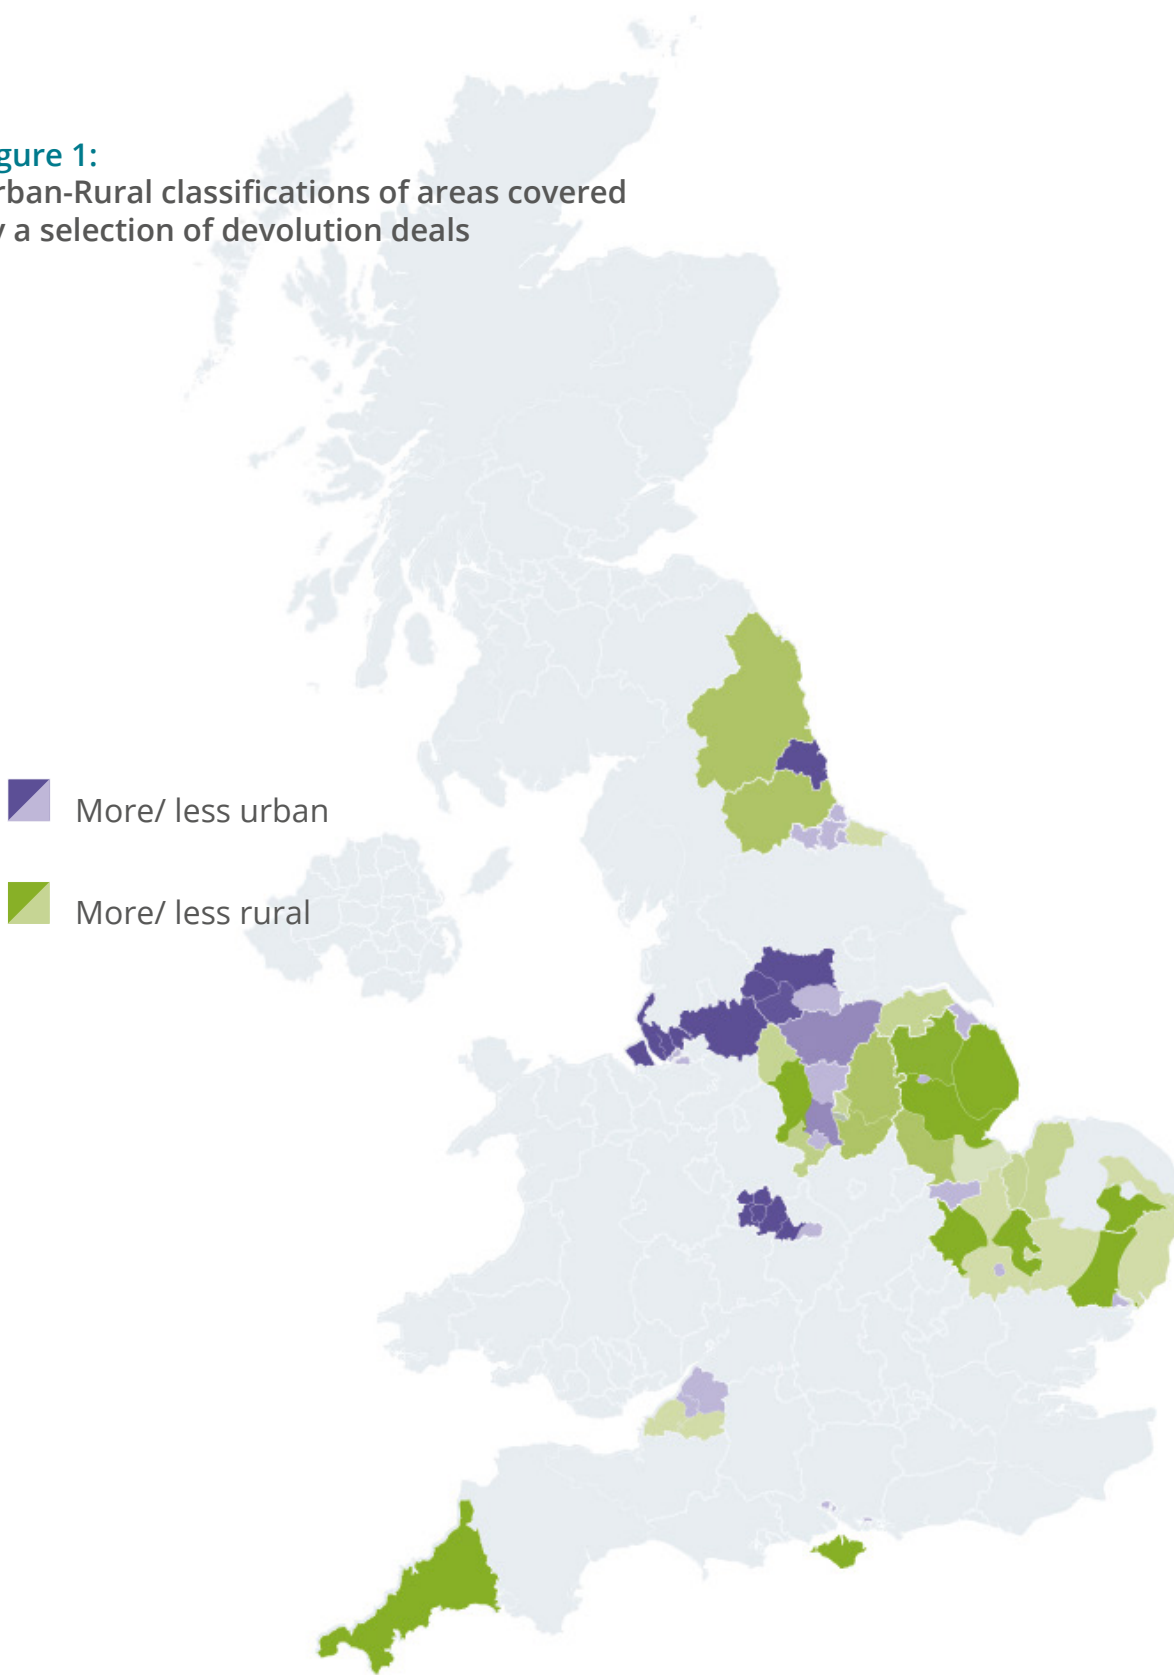 gure 1:
rban-Rural classifications of areas covered
y a selection of devolution deals
More/ less urban
More/ less rural